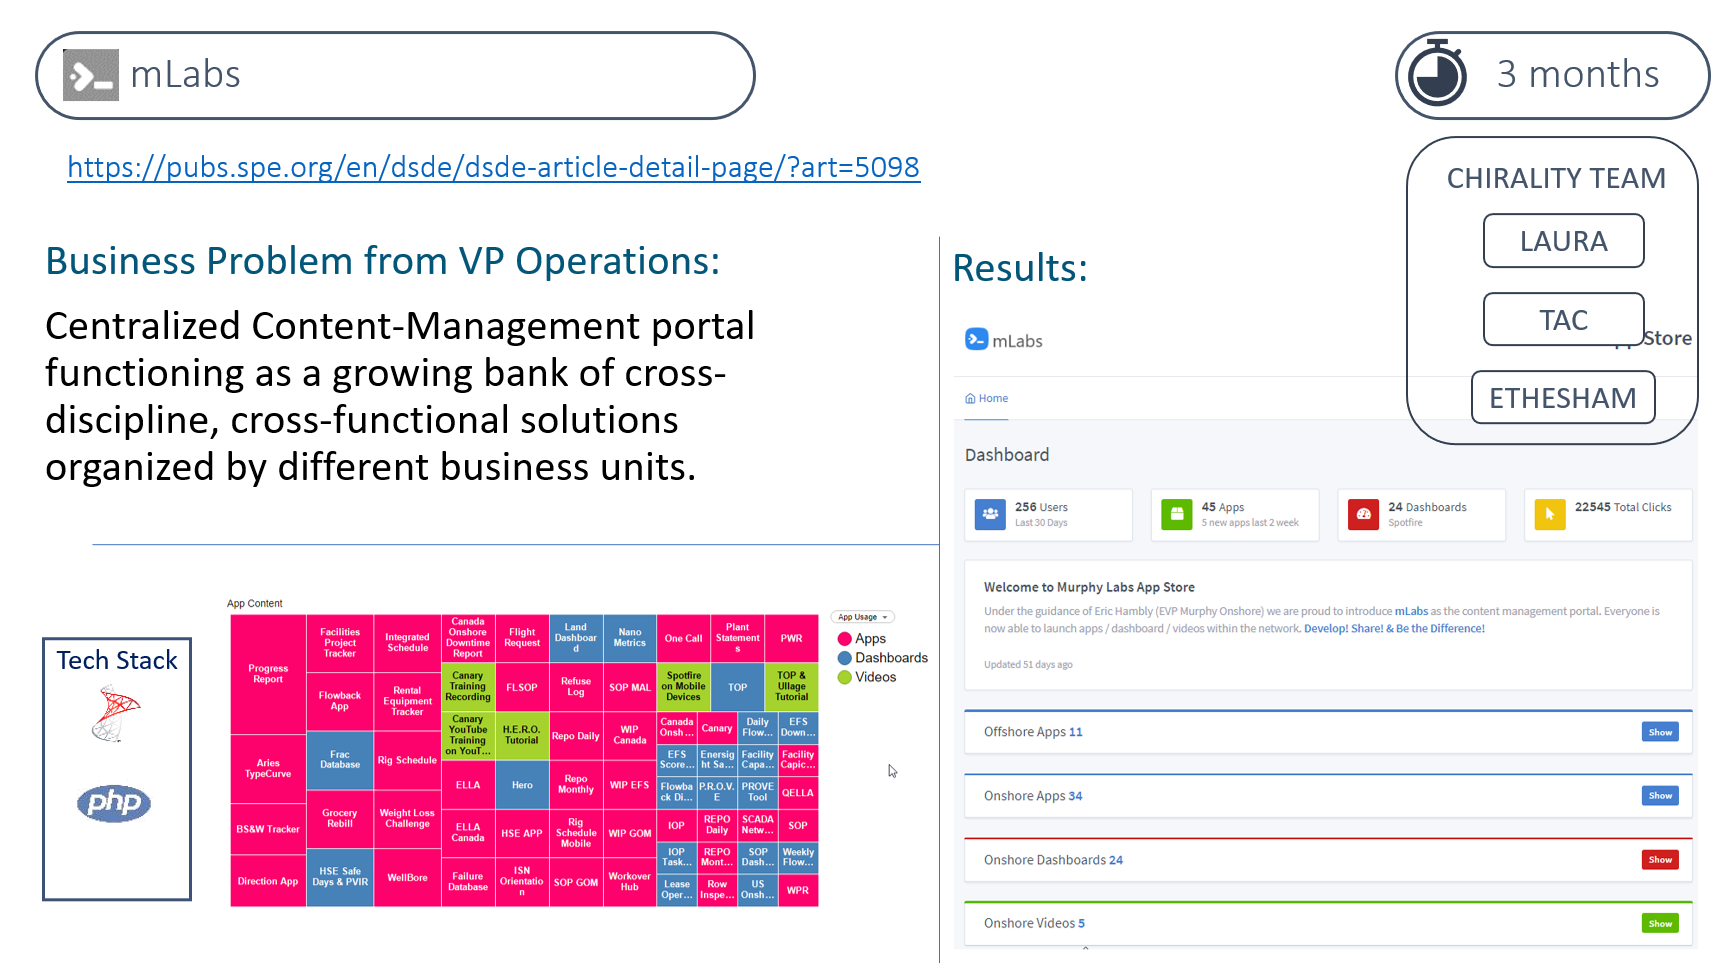 mLabs
3 months
https://pubs.spe.org/en/dsde/dsde-article-detail-page/?art=5098
CHIRALITY TEAM
LAURA
TAC
ETHESHAM
Business Problem from VP Operations:
Centralized Content-Management portal
functioning as a growing bank of cross-
discipline, cross-functional solutions
organized by different business units.
Results:
mLabs
Store
Home
Dashboard
256 Users
Last 30 Days
45 Apps
5 new apps last 2 week
24 Dashboards
Spotfire
22545 Total Clicks
Welcome to Murphy Labs App Store
Under the guidance of Eric Hambly (EVP Murphy Onshore) we are proud to introduce mLabs as the content management portal. Everyone is
now able to launch apps / dashboard / videos within the network. Develop! Share! & Be the Difference!
Updated 51 days ago
Offshore Apps 11
Show
Onshore Apps 34
Show
Onshore Dashboards 24
Show
Onshore Videos 5
Show
Tech Stack
php
App Content
App Usage
Apps
Dashboards
Videos
Progress
Report
Aries
TypeCurve
BS&W Tracker
Direction App
Facilities
Project
Tracker
Flowback
App
Frac
Database
Grocery
Rebill
HSE Safe
Days & PVIR
Integrated
Schedule
Rental
Equipment
Tracker
Rig Schedule
Weight Loss
Challenge
WellBore
Canada
Onshore
Downtime
Report
Canary
Training
Recording
Canary
YouTube
Training
on YouT...
ELLA
ELLA
Canada
Failure
Database
Flight
Request
FLSOP
H.E.R.O.
Tutorial
Hero
HSE APP
ISN
Orientatio
n
Land
Dashboar
d
Refuse
Log
Repo Daily
Repo
Monthly
Rig
Schedule
Mobile
SOP GOM
Nano
Metrics
SOP MAL
WIP
Canada
WIP EFS
WIP GOM
Workover
Hub
One Call
Plant
Statement
s
PWR
Spotfire
on Mobile
Devices
TOP
TOP &
Ullage
Tutorial
Canada
Onsh...
Canary
Daily
Flow...
EFS
Down...
EFS
Score...
Enersig
ht Sa...
Facility
Capa...
Facility
Capic...
Flowba
ck Di...
P.R.O.V.
E
PROVE
Tool
QELLA
IOP
REPO
Daily
SCADA
Netw...
SOP
IOP
Task...
REPO
Mont...
SOP
Dash...
Weekly
Flow...
Lease
Oper...
Row
Inspe...
US
Onsh...
WPR